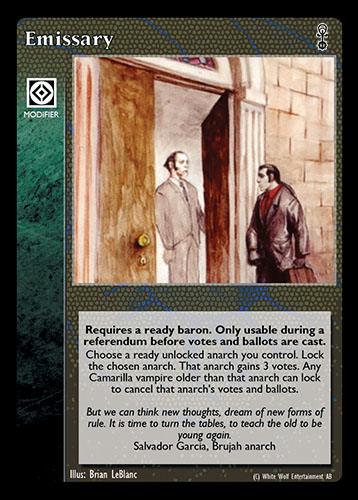 Emissary
MODIFIER
Requires a ready baron. Only usable during a
referendum before votes and ballots are cast.
Choose a ready unlocked anarch you control. Lock
the chosen anarch. That anarch gains 3 votes. Any
Camarilla vampire older than that anarch can lock
to cancel that anarch's votes and ballots.
But we can think new thoughts, dream of new forms of
rule. It is time to turn the tables, to teach the old to be
young again.
Salvador Garcia, Brujah anarch
Illus: Brian LeBlanc
(C) White Wolf Entertainment AB